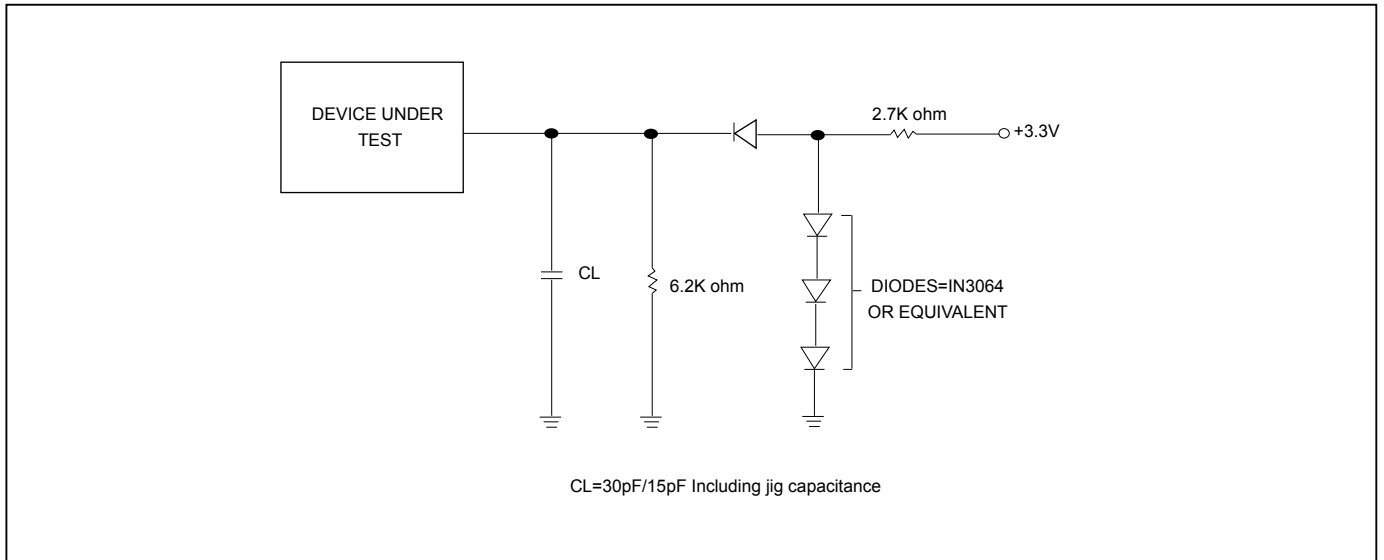 DEVICE UNDER
TEST
2.7K ohm
+3.3V
CL
6.2K ohm
DIODES=IN3064
OR EQUIVALENT
CL=30pF/15pF Including jig capacitance